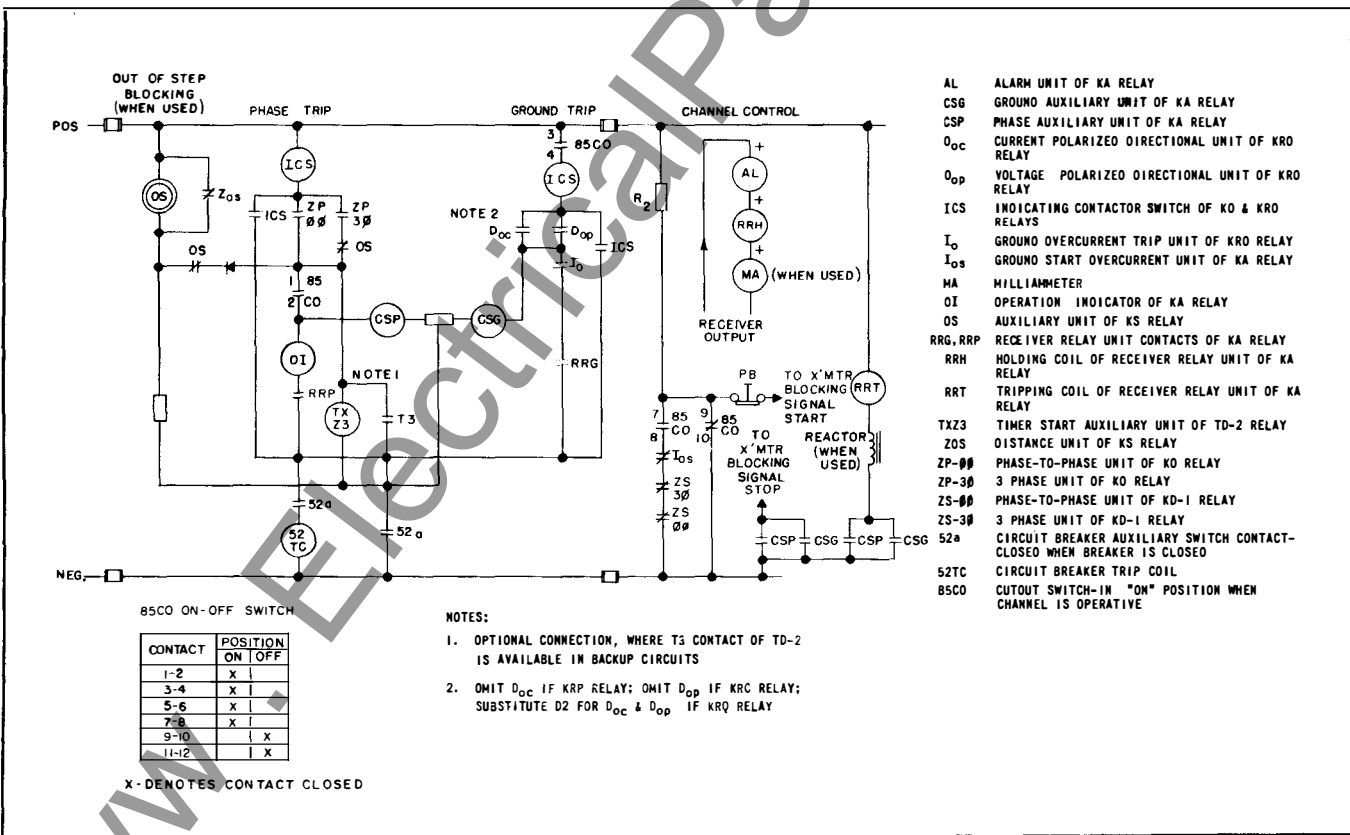 OUT OF STEP
BLOCKING
(WHEN USED)
PHASE TRIP
GROUND TRIP
CHANNEL CONTROL
POS
3
4
85CO
ICS
ICS
OS
Zos
ICS
ZP
ØØ
ZP
3Ø
OS
OS
NOTE 2
Doc
Dop
ICS
Io
R2
+
AL
+
RRH
+
MA
(WHEN USED)
RECEIVER
OUTPUT
1
2
85
CO
CSP
CSG
OI
RRP
NOTE 1
TX
Z3
T3
RRG
PB
TO X'MTR
BLOCKING
SIGNAL
START
RRT
7
8
85
CO
9
10
85
CO
Ios
ZS
3Ø
ZS
ØØ
TO
X'MTR
BLOCKING
SIGNAL
STOP
REACTOR
(WHEN
USED)
CSP
CSG
CSP
CSG
52a
52a
52
TC
NEG.
AL ALARM UNIT OF KA RELAY
CSG GROUNO AUXILIARY UNIT OF KA RELAY
CSP PHASE AUXILIARY UNIT OF KA RELAY
Ooc CURRENT POLARIZEO OIRECTIONAL UNIT OF KRO
RELAY
Oop VOLTAGE POLARIZEO OIRECTIONAL UNIT OF KRO
RELAY
ICS INOICATING CONTACTOR SWITCH OF KO & KRO
RELAYS
Io GROUNO OVERCURRENT TRIP UNIT OF KRO RELAY
Ios GROUNO START OVERCURRENT UNIT OF KA RELAY
MA MILLIAMMETER
OI OPERATION INOICATOR OF KA RELAY
OS AUXILIARY UNIT OF KS RELAY
RRG, RRP RECEIVER RELAY UNIT CONTACTS OF KA RELAY
RRH HOLDING COIL OF RECEIVER RELAY UNIT OF KA
RELAY
RRT TRIPPING COIL OF RECEIVER RELAY UNIT OF KA
RELAY
TXZ3 TIMER START AUXILIARY UNIT OF TD-2 RELAY
ZOS OISTANCE UNIT OF KS RELAY
ZP-ØØ PHASE-TO-PHASE UNIT OF KO RELAY
ZP-3Ø 3 PHASE UNIT OF KO RELAY
ZS-ØØ PHASE-TO-PHASE UNIT OF KD-1 RELAY
ZS-3Ø 3 PHASE UNIT OF KD-1 RELAY
52a CIRCUIT BREAKER AUXILIARY SWITCH CONTACT-
CLOSED WHEN BREAKER IS CLOSED
52TC CIRCUIT BREAKER TRIP COIL
85CO CUTOUT SWITCH-IN "ON" POSITION WHEN
CHANNEL IS OPERATIVE
85CO ON-OFF SWITCH
CONTACT POSITION
ON OFF
1-2 X
3-4 X
5-6 X
7-8 X
9-10 X
11-12 X
X-DENOTES CONTACT CLOSED
NOTES:
1. OPTIONAL CONNECTION, WHERE T3 CONTACT OF TD-2
IS AVAILABLE IN BACKUP CIRCUITS
2. OMIT Doc IF KRP RELAY; OMIT Dop IF KRC RELAY;
SUBSTITUTE D2 FOR Doc & Dop IF KRQ RELAY
www.ElectricalPa